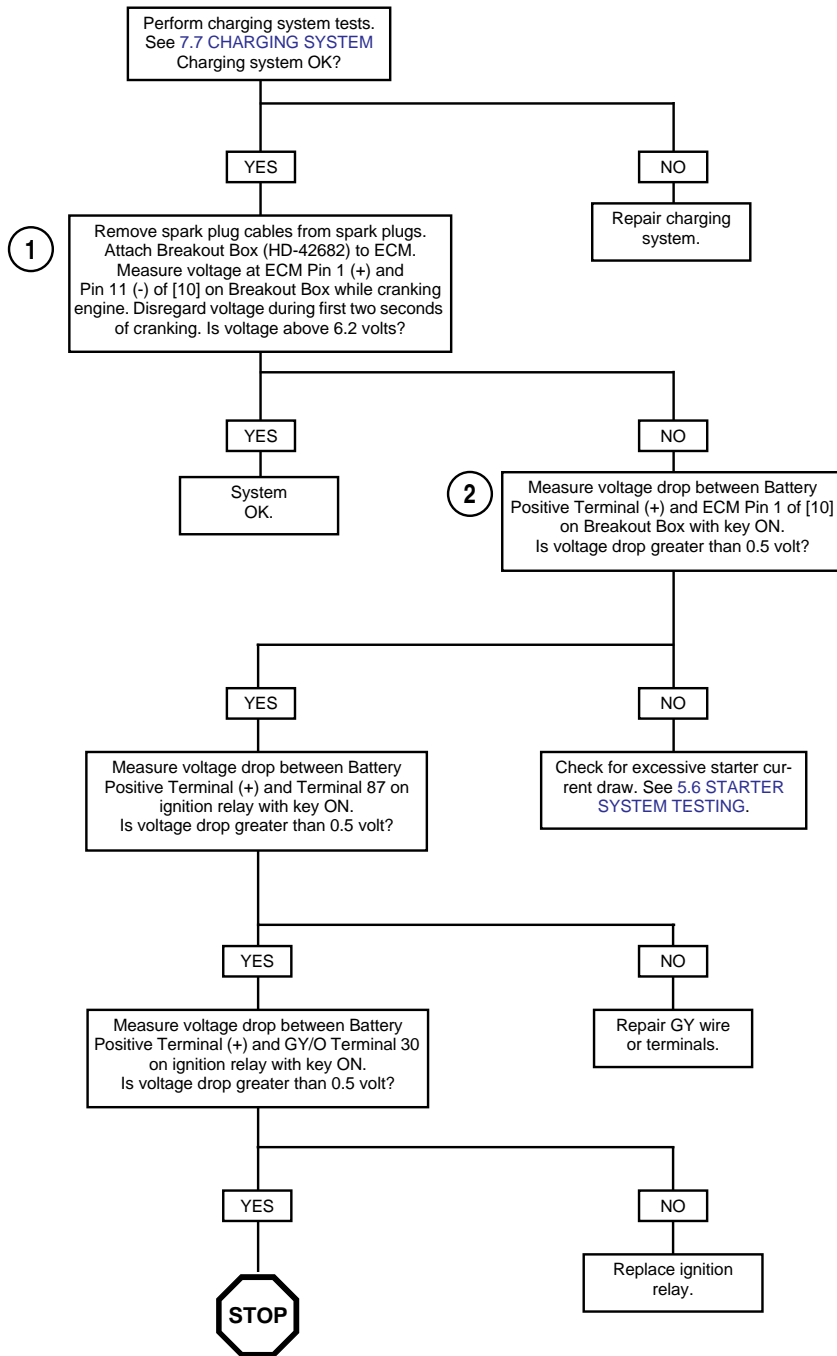 Perform charging system tests.
See 7.7 CHARGING SYSTEM
Charging system OK?
YES
NO
1
Remove spark plug cables from spark plugs.
Attach Breakout Box (HD-42682) to ECM.
Measure voltage at ECM Pin 1 (+) and
Pin 11 (-) of [10] on Breakout Box while cranking
engine. Disregard voltage during first two seconds
of cranking. Is voltage above 6.2 volts?
Repair charging
system.
YES
NO
System
OK.
2
Measure voltage drop between Battery
Positive Terminal (+) and ECM Pin 1 of [10]
on Breakout Box with key ON.
Is voltage drop greater than 0.5 volt?
YES
NO
Measure voltage drop between Battery
Positive Terminal (+) and Terminal 87 on
ignition relay with key ON.
Is voltage drop greater than 0.5 volt?
Check for excessive starter cur-
rent draw. See 5.6 STARTER
SYSTEM TESTING.
YES
NO
Measure voltage drop between Battery
Positive Terminal (+) and GY/O Terminal 30
on ignition relay with key ON.
Is voltage drop greater than 0.5 volt?
Repair GY wire
or terminals.
YES
NO
STOP
Replace ignition
relay.